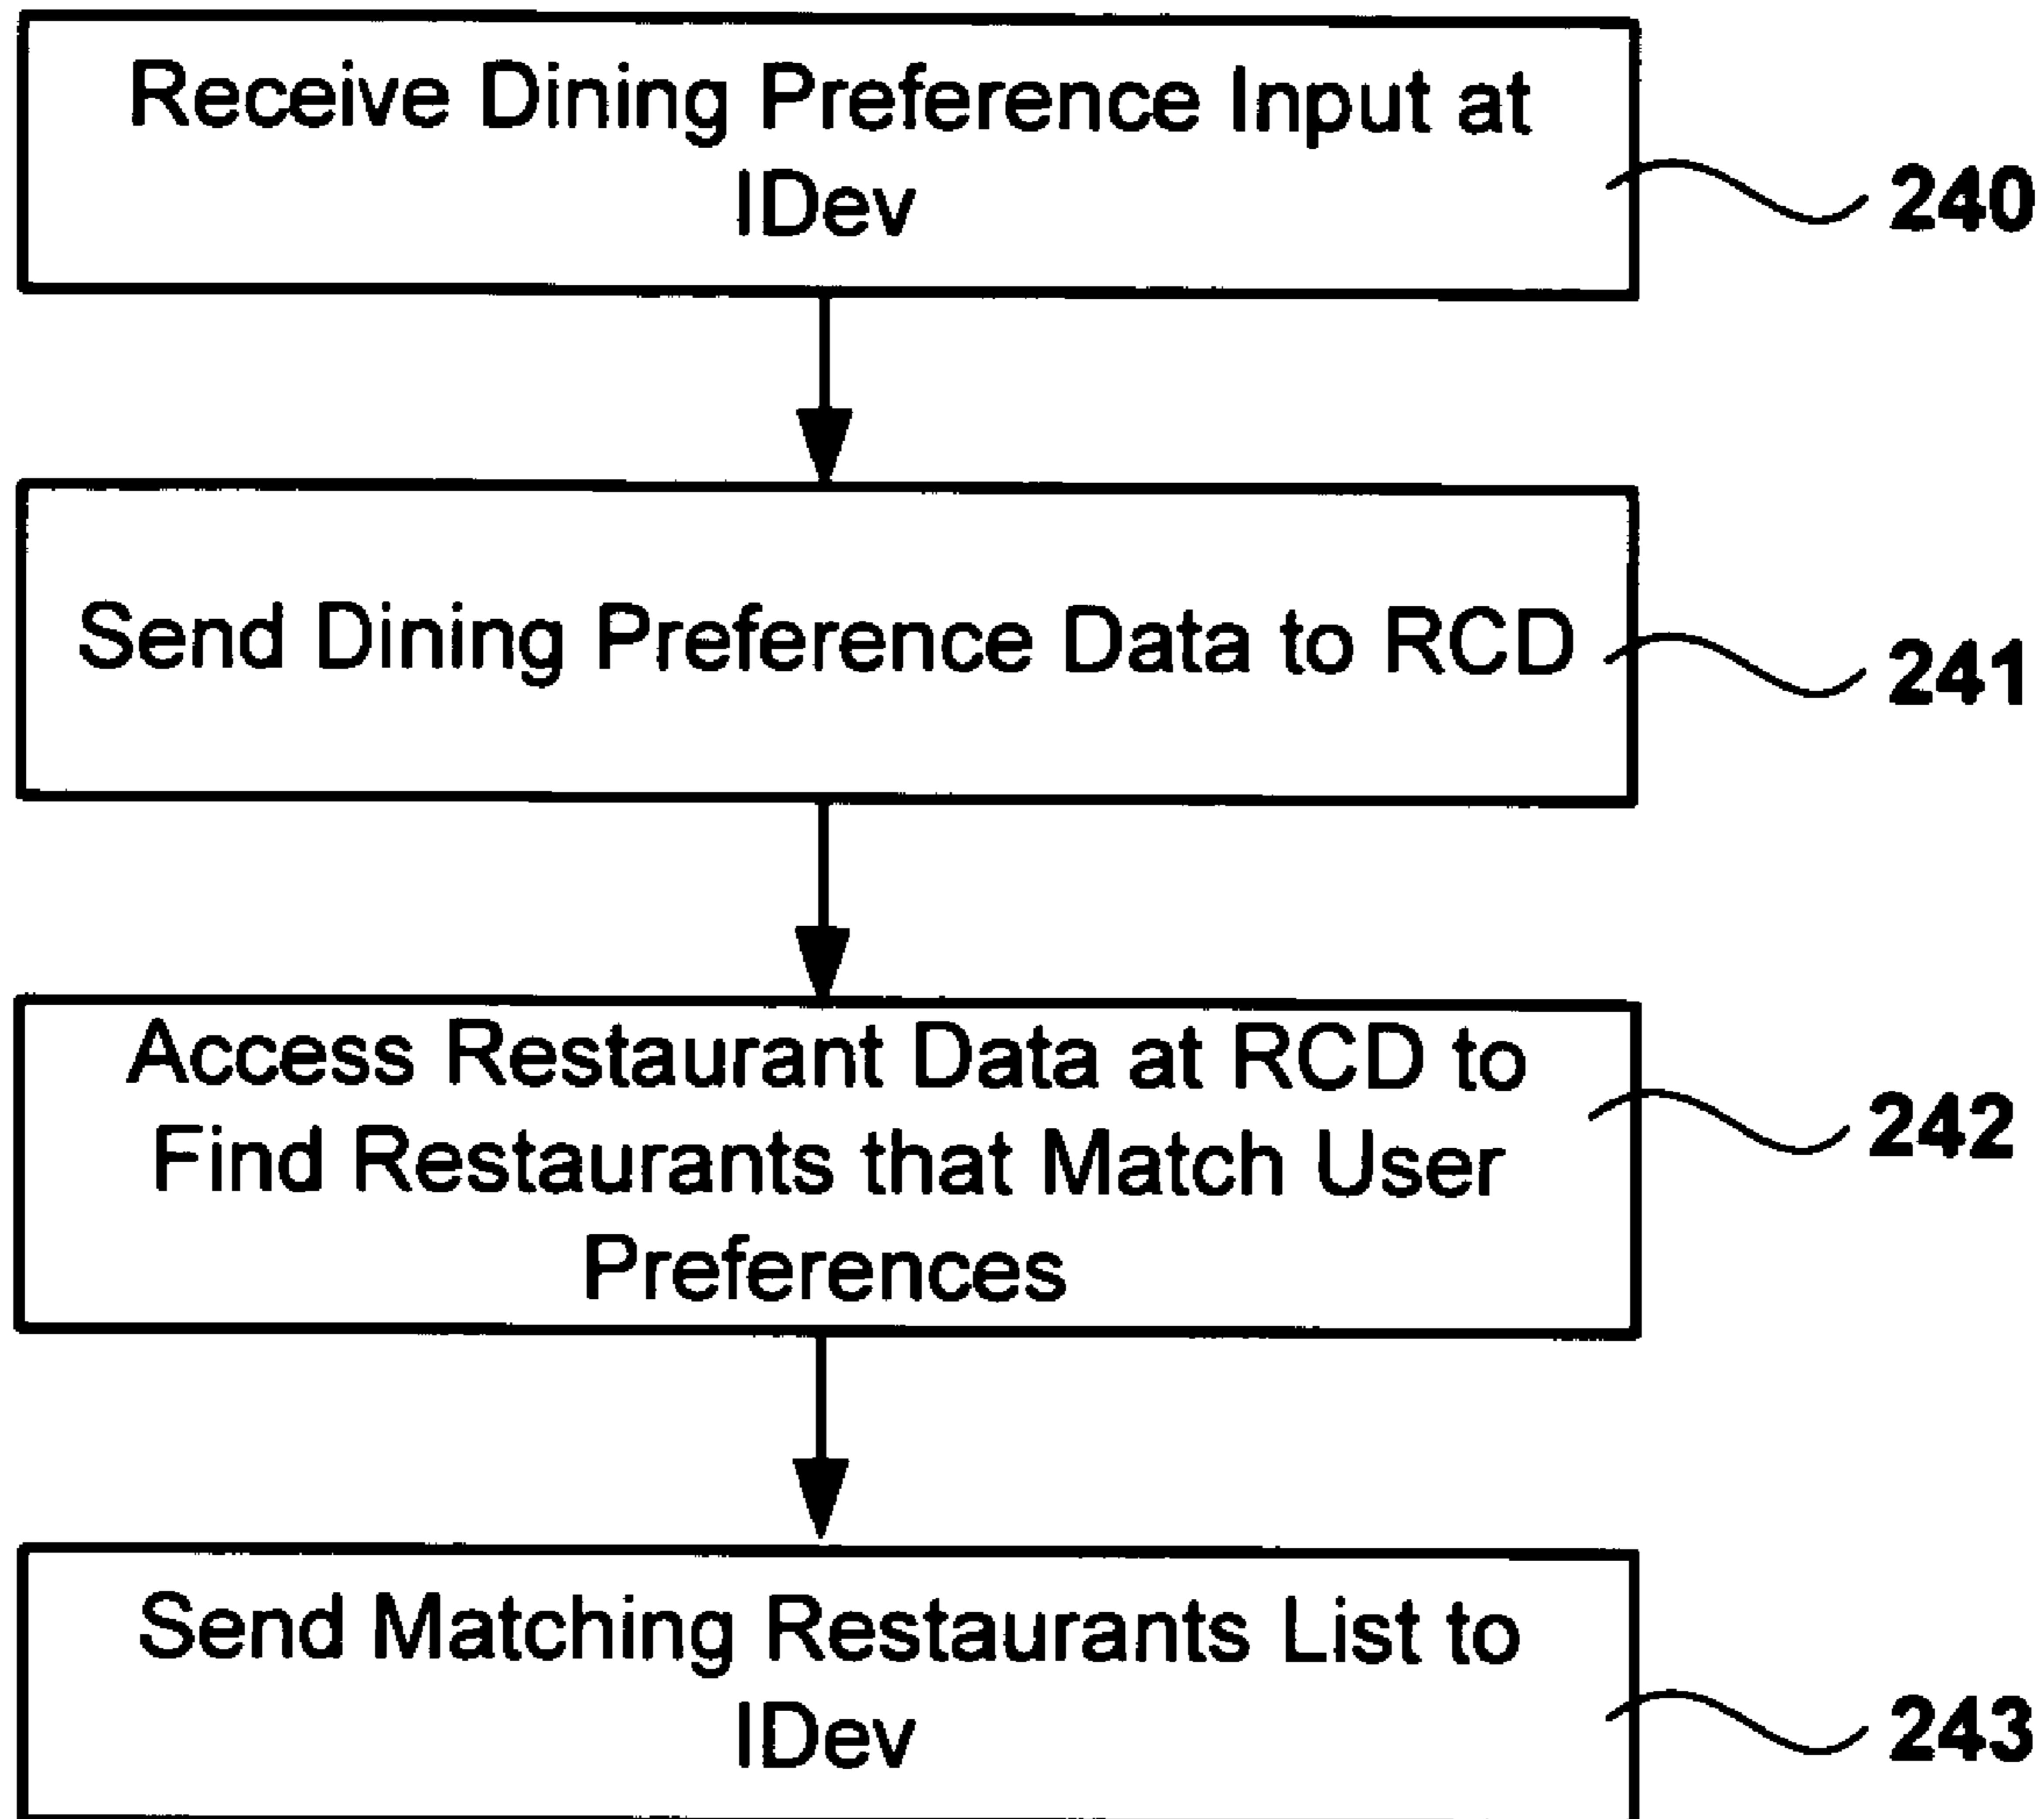 Receive Dining Preference Input at
IDev
240
Send Dining Preference Data to RCD
241
Access Restaurant Data at RCD to
Find Restaurants that Match User
Preferences
242
Send Matching Restaurants List to
IDev
243